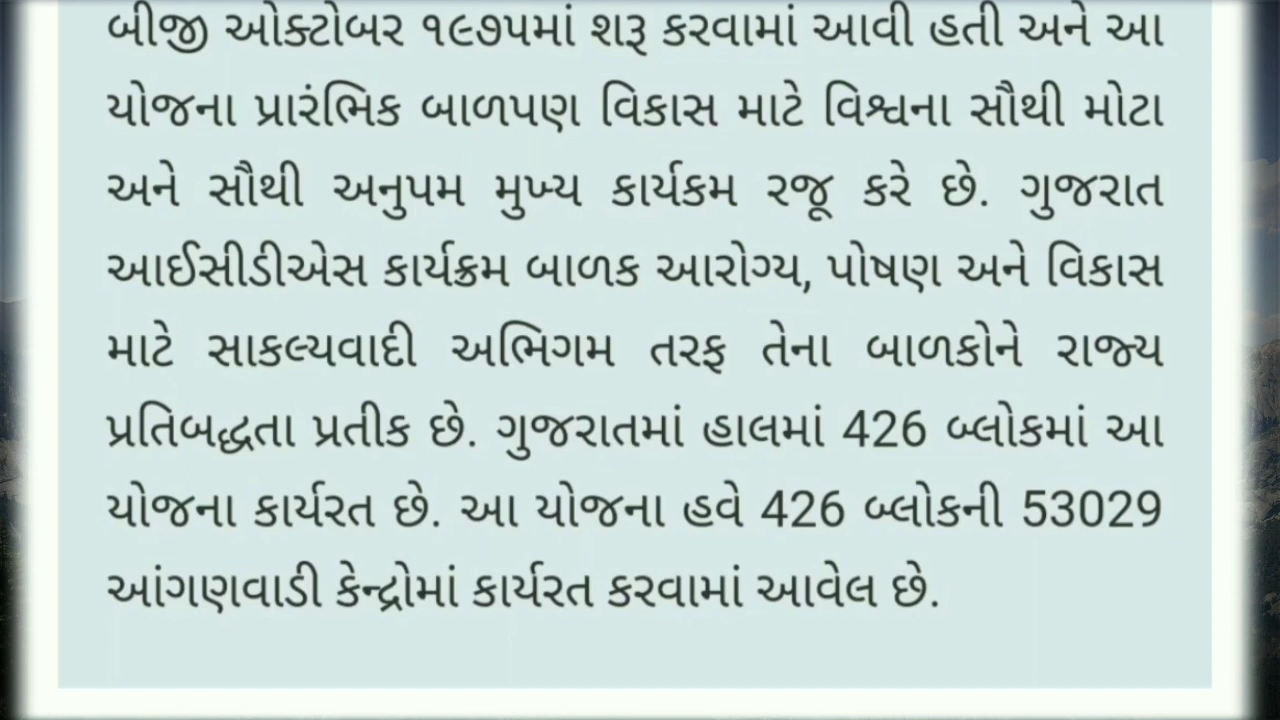 બીજી ઓક્ટોબર ૧૯૭૫માં શરૂ કરવામાં આવી હતી અને આ
યોજના પ્રારંભિક બાળપણ વિકાસ માટે વિશ્વના સૌથી મોટા
અને સૌથી અનુપમ મુખ્ય કાર્યકમ રજૂ કરે છે. ગુજરાત
આઈસીડીએસ કાર્યક્રમ બાળક આરોગ્ય, પોષણ અને વિકાસ
માટે સાકલ્યવાદી અભિગમ તરફ તેના બાળકોને રાજ્ય
પ્રતિબદ્ધતા પ્રતીક છે. ગુજરાતમાં હાલમાં 426 બ્લોકમાં આ
યોજના કાર્યરત છે. આ યોજના હવે 426 બ્લોકની 53029
આંગણવાડી કેન્દ્રોમાં કાર્યરત કરવામાં આવેલ છે.